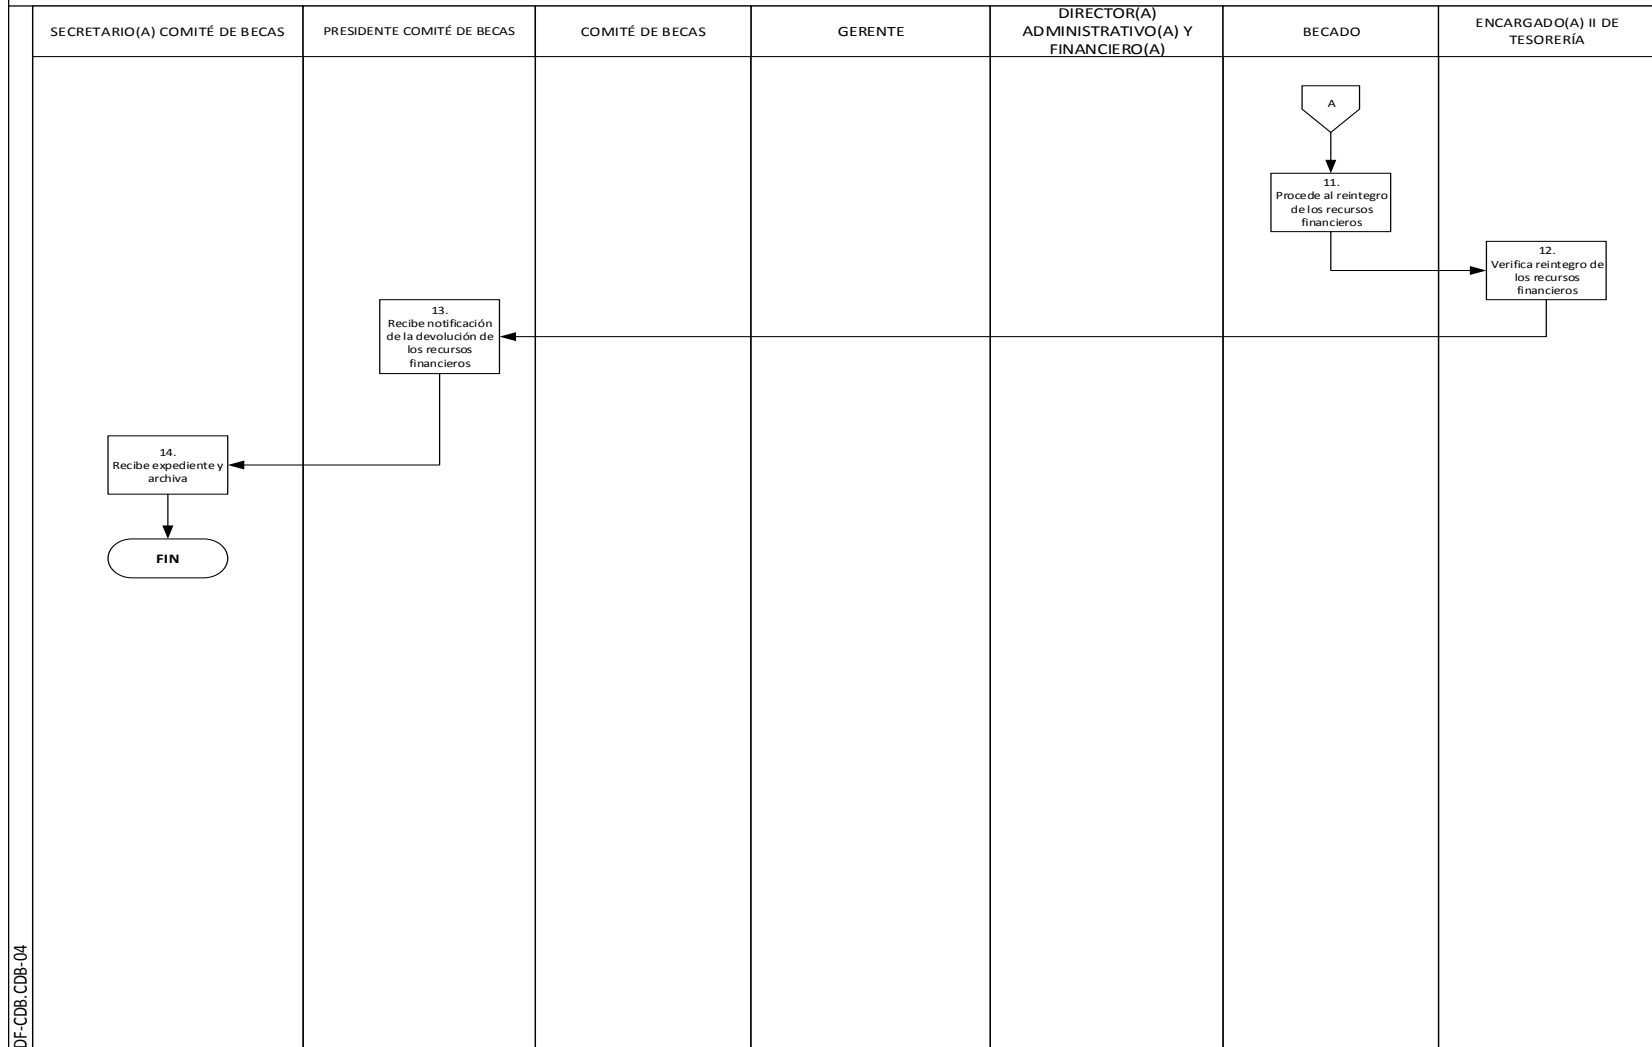 SECRETARIO(A) COMITÉ DE BECAS
PRESIDENTE COMITÉ DE BECAS
COMITÉ DE BECAS
GERENTE
DIRECTOR(A)
ADMINISTRATIVO(A) Y
FINANCIERO(A)
BECADO
ENCARGADO(A) II DE
TESORERÍA
A
11.
Procede al reintegro
de los recursos
financieros
12.
Verifica reintegro de
los recursos
financieros
13.
Recibe notificación
de la devolución de
los recursos
financieros
14.
Recibe expediente y
archiva
FIN
DF-CDB.CDB-04